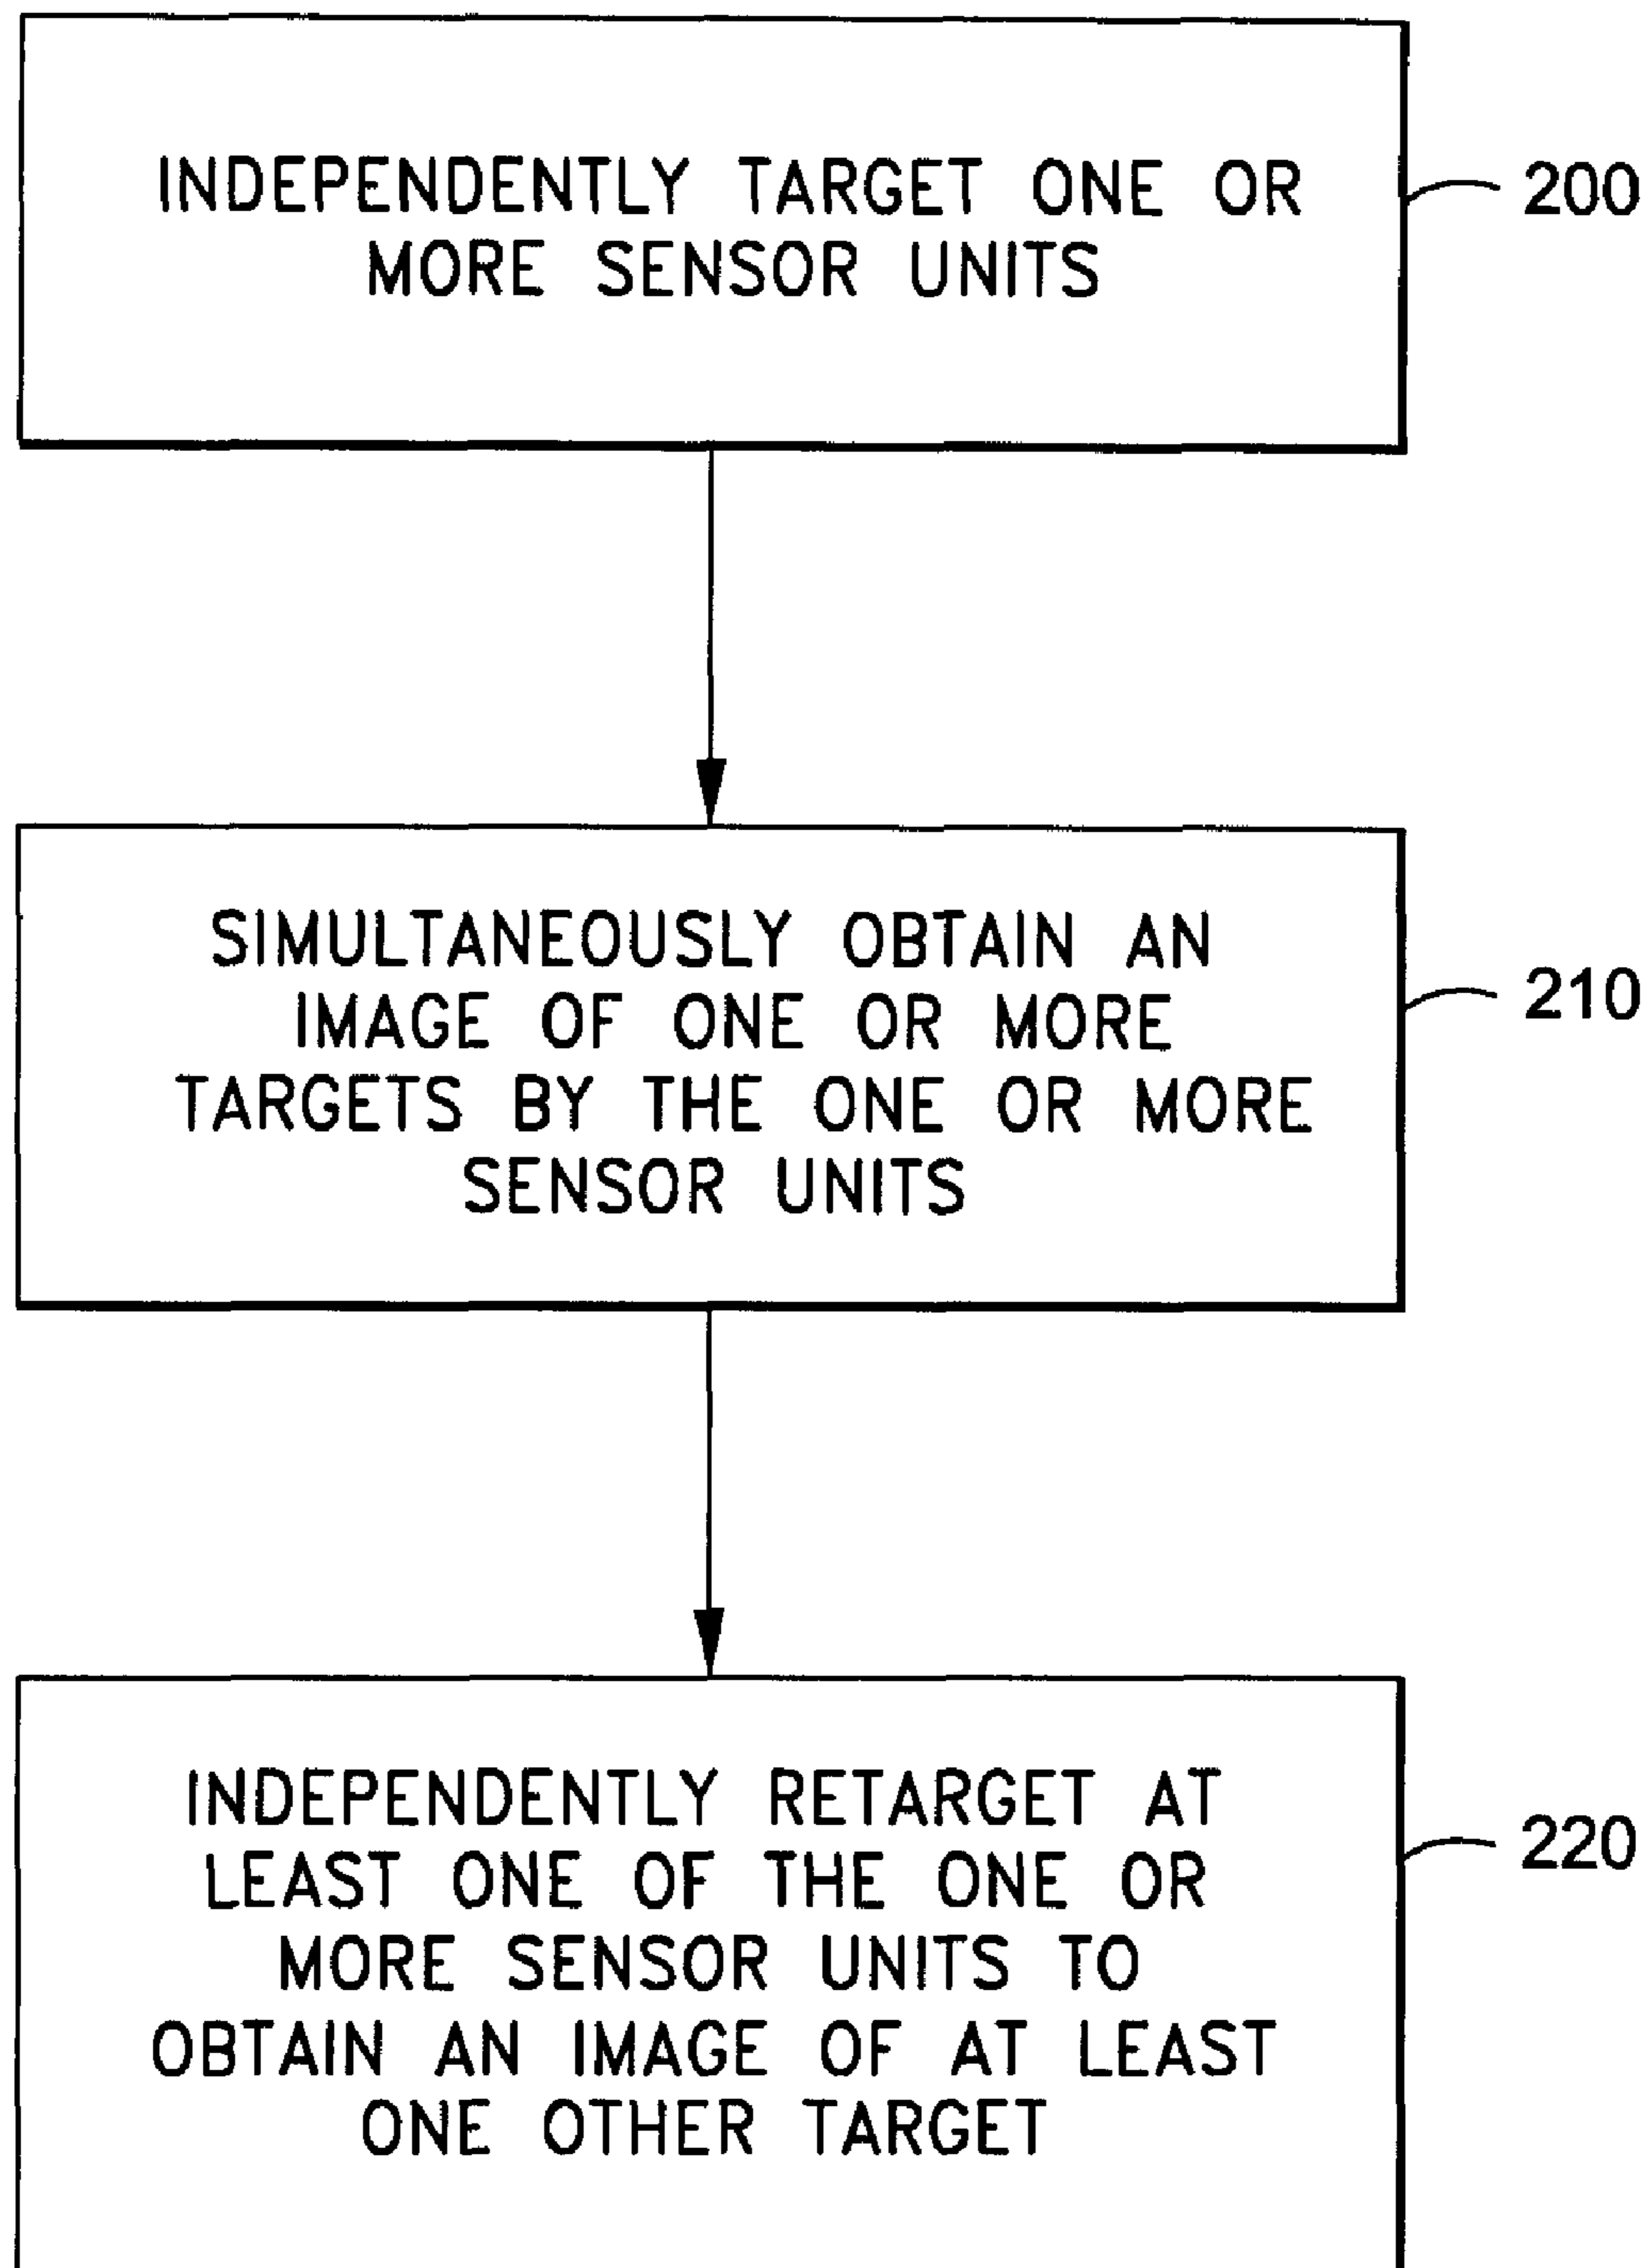 INDEPENDENTLY TARGET ONE OR
MORE SENSOR UNITS
200
SIMULTANEOUSLY OBTAIN AN
IMAGE OF ONE OR MORE
TARGETS BY THE ONE OR MORE
SENSOR UNITS
210
INDEPENDENTLY RETARGET AT
LEAST ONE OF THE ONE OR
MORE SENSOR UNITS TO
OBTAIN AN IMAGE OF AT LEAST
ONE OTHER TARGET
220